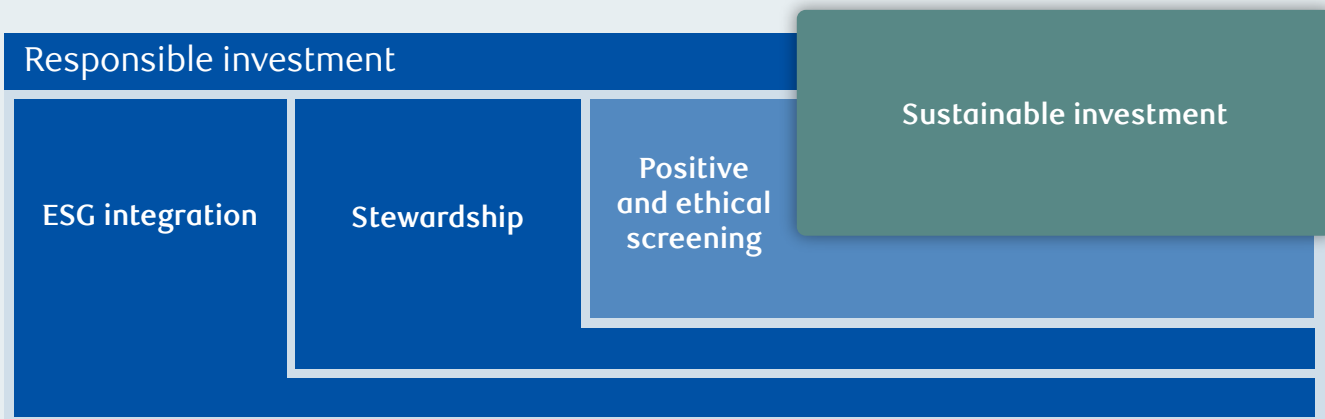 Responsible investment
Sustainable investment
ESG integration
Stewardship
Positive
and ethical
screening